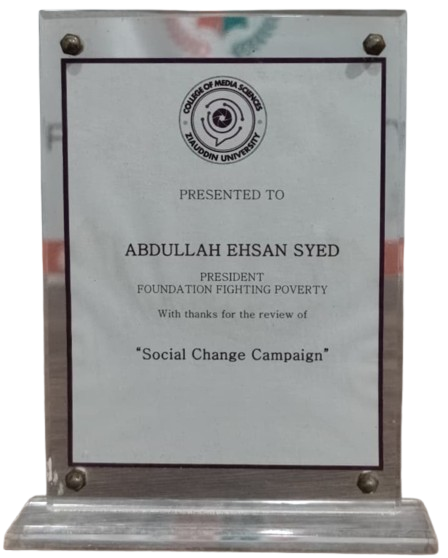 COLLEGE OF MEDIA SCIENCES
ZIAUDDIN UNIVERSITY
PRESENTED TO
ABDULLAH EHSAN SYED
PRESIDENT
FOUNDATION FIGHTING POVERTY
With thanks for the review of
“Social Change Campaign”